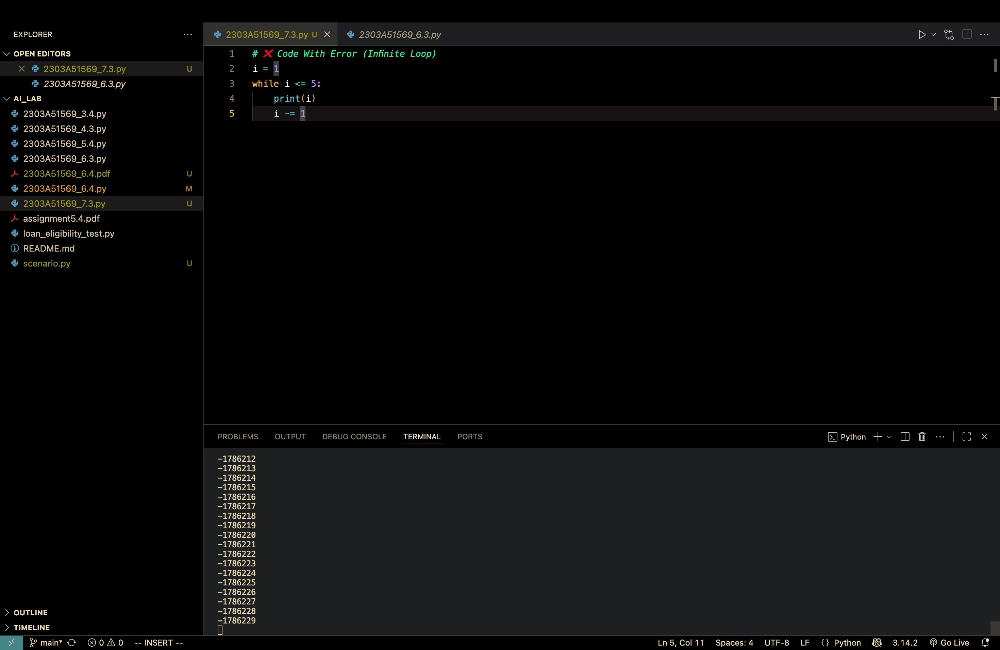 EXPLORER
OPEN EDITORS
2303A51569_7.3.py U
2303A51569_6.3.py
AI_LAB
2303A51569_3.4.py
2303A51569_4.3.py
2303A51569_5.4.py
2303A51569_6.3.py
2303A51569_6.4.pdf U
2303A51569_6.4.py M
2303A51569_7.3.py U
assignment5.4.pdf
loan_eligibility_test.py
README.md
scenario.py U
OUTLINE
TIMELINE
2303A51569_7.3.py U 2303A51569_6.3.py
1 # ❌ Code With Error (Infinite Loop)
2 i = 1
3 while i <= 5:
4 print(i)
5 i -= 1
PROBLEMS OUTPUT DEBUG CONSOLE TERMINAL PORTS Python
-1786212
-1786213
-1786214
-1786215
-1786216
-1786217
-1786218
-1786219
-1786220
-1786221
-1786222
-1786223
-1786224
-1786225
-1786226
-1786227
-1786228
-1786229
main* 0 0 -- INSERT -- Ln 5, Col 11 Spaces: 4 UTF-8 LF {} Python 3.14.2 Go Live